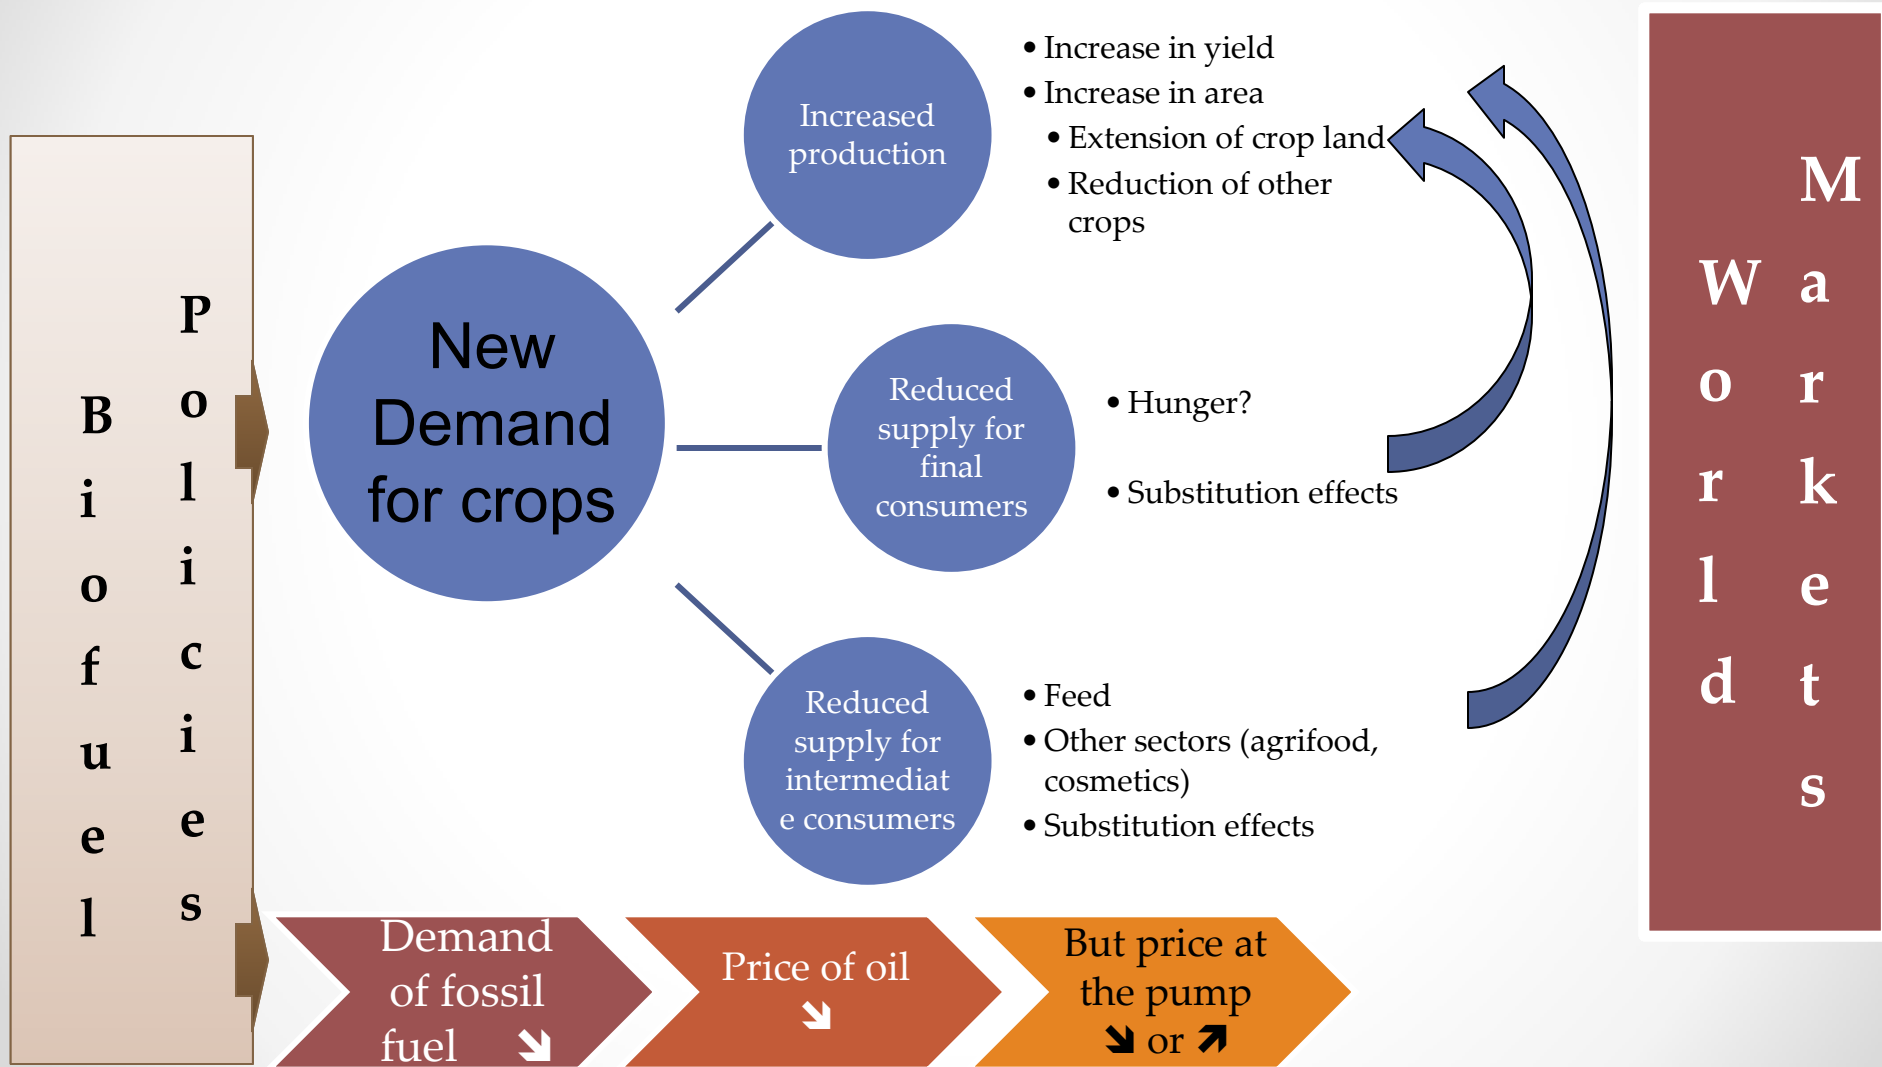 Biofuel
Policies
New
Demand
for crops
Increased
production
• Increase in yield
• Increase in area
• Extension of crop land
• Reduction of other
crops
Reduced
supply for
final
consumers
• Hunger?
• Substitution effects
Reduced
supply for
intermediat
e consumers
• Feed
• Other sectors (agrifood,
cosmetics)
• Substitution effects
Demand
of fossil
fuel ➘
Price of oil
➘
But price at
the pump
➘ or ➚
World
Markets